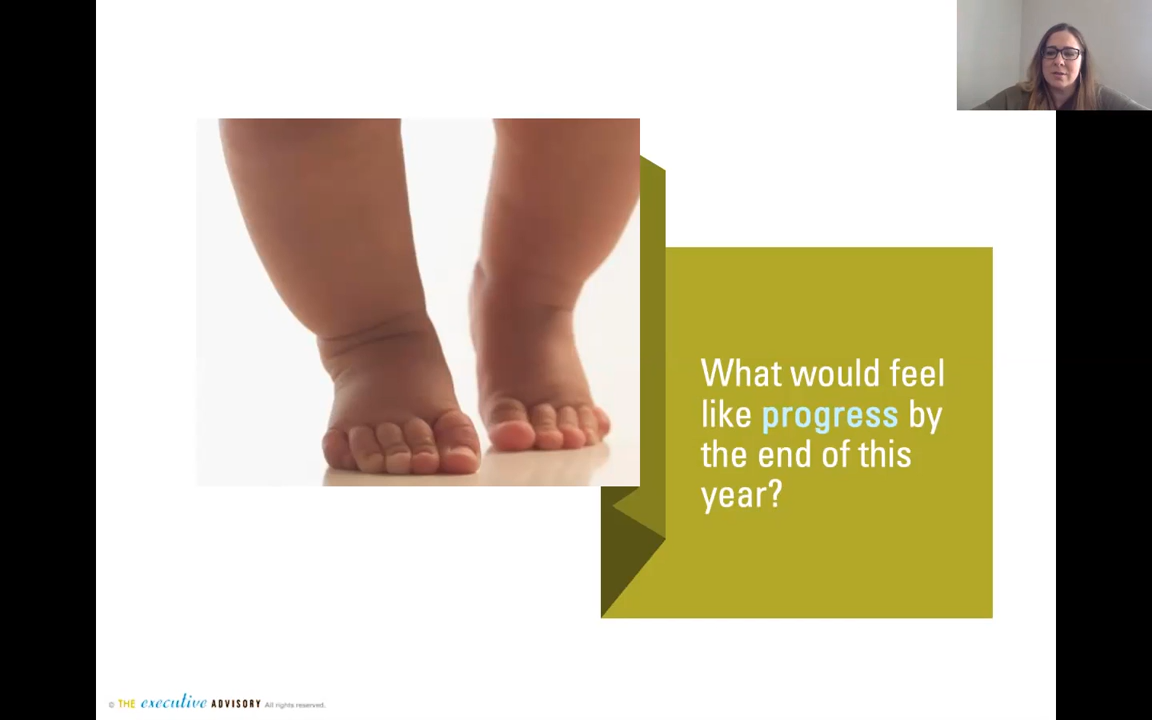 What would feel
like progress by
the end of this
year?
© THE executive ADVISORY All rights reserved.